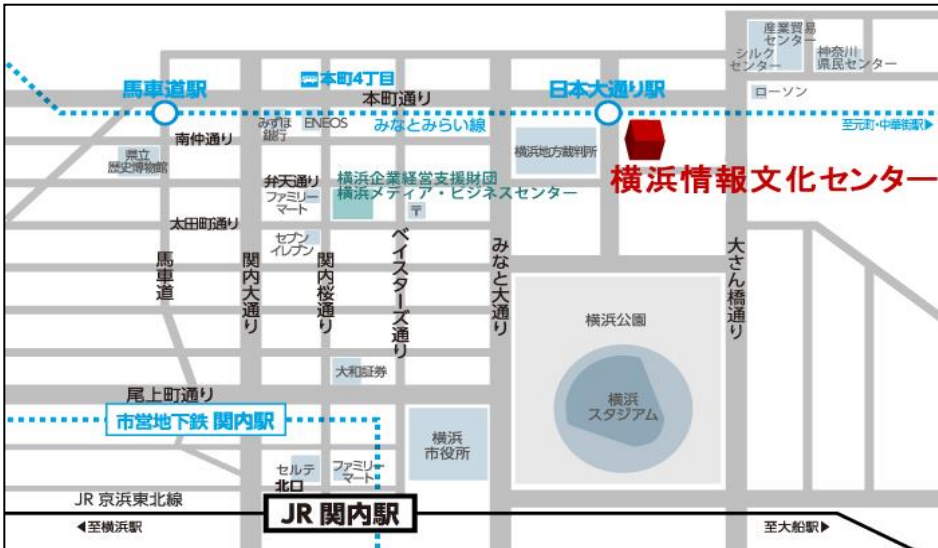 産業貿易
センター
シルク
センター
神奈川
県民センター
馬車道駅
本町4丁目
本町通り
日本大通り駅
ローソン
みずほ
銀行
ENEOS
みなとみらい線
至元町・中華街駅▶
南仲通り
県立
歴史博物館
横浜地方裁判所
横浜情報文化センター
弁天通り
ファミリー
マート
横浜企業経営支援財団
横浜メディア・ビジネスセンター
〒
太田町通り
セブン
イレブン
馬車道
関内大通り
関内桜通り
ベイスターズ通り
みなと大通り
大さん橋通り
横浜公園
大和証券
尾上町通り
横浜
スタジアム
市営地下鉄 関内駅
横浜
市役所
セルテ
北口
ファミリー
マート
JR 京浜東北線
JR 関内駅
◀至横浜駅
至大船駅▶